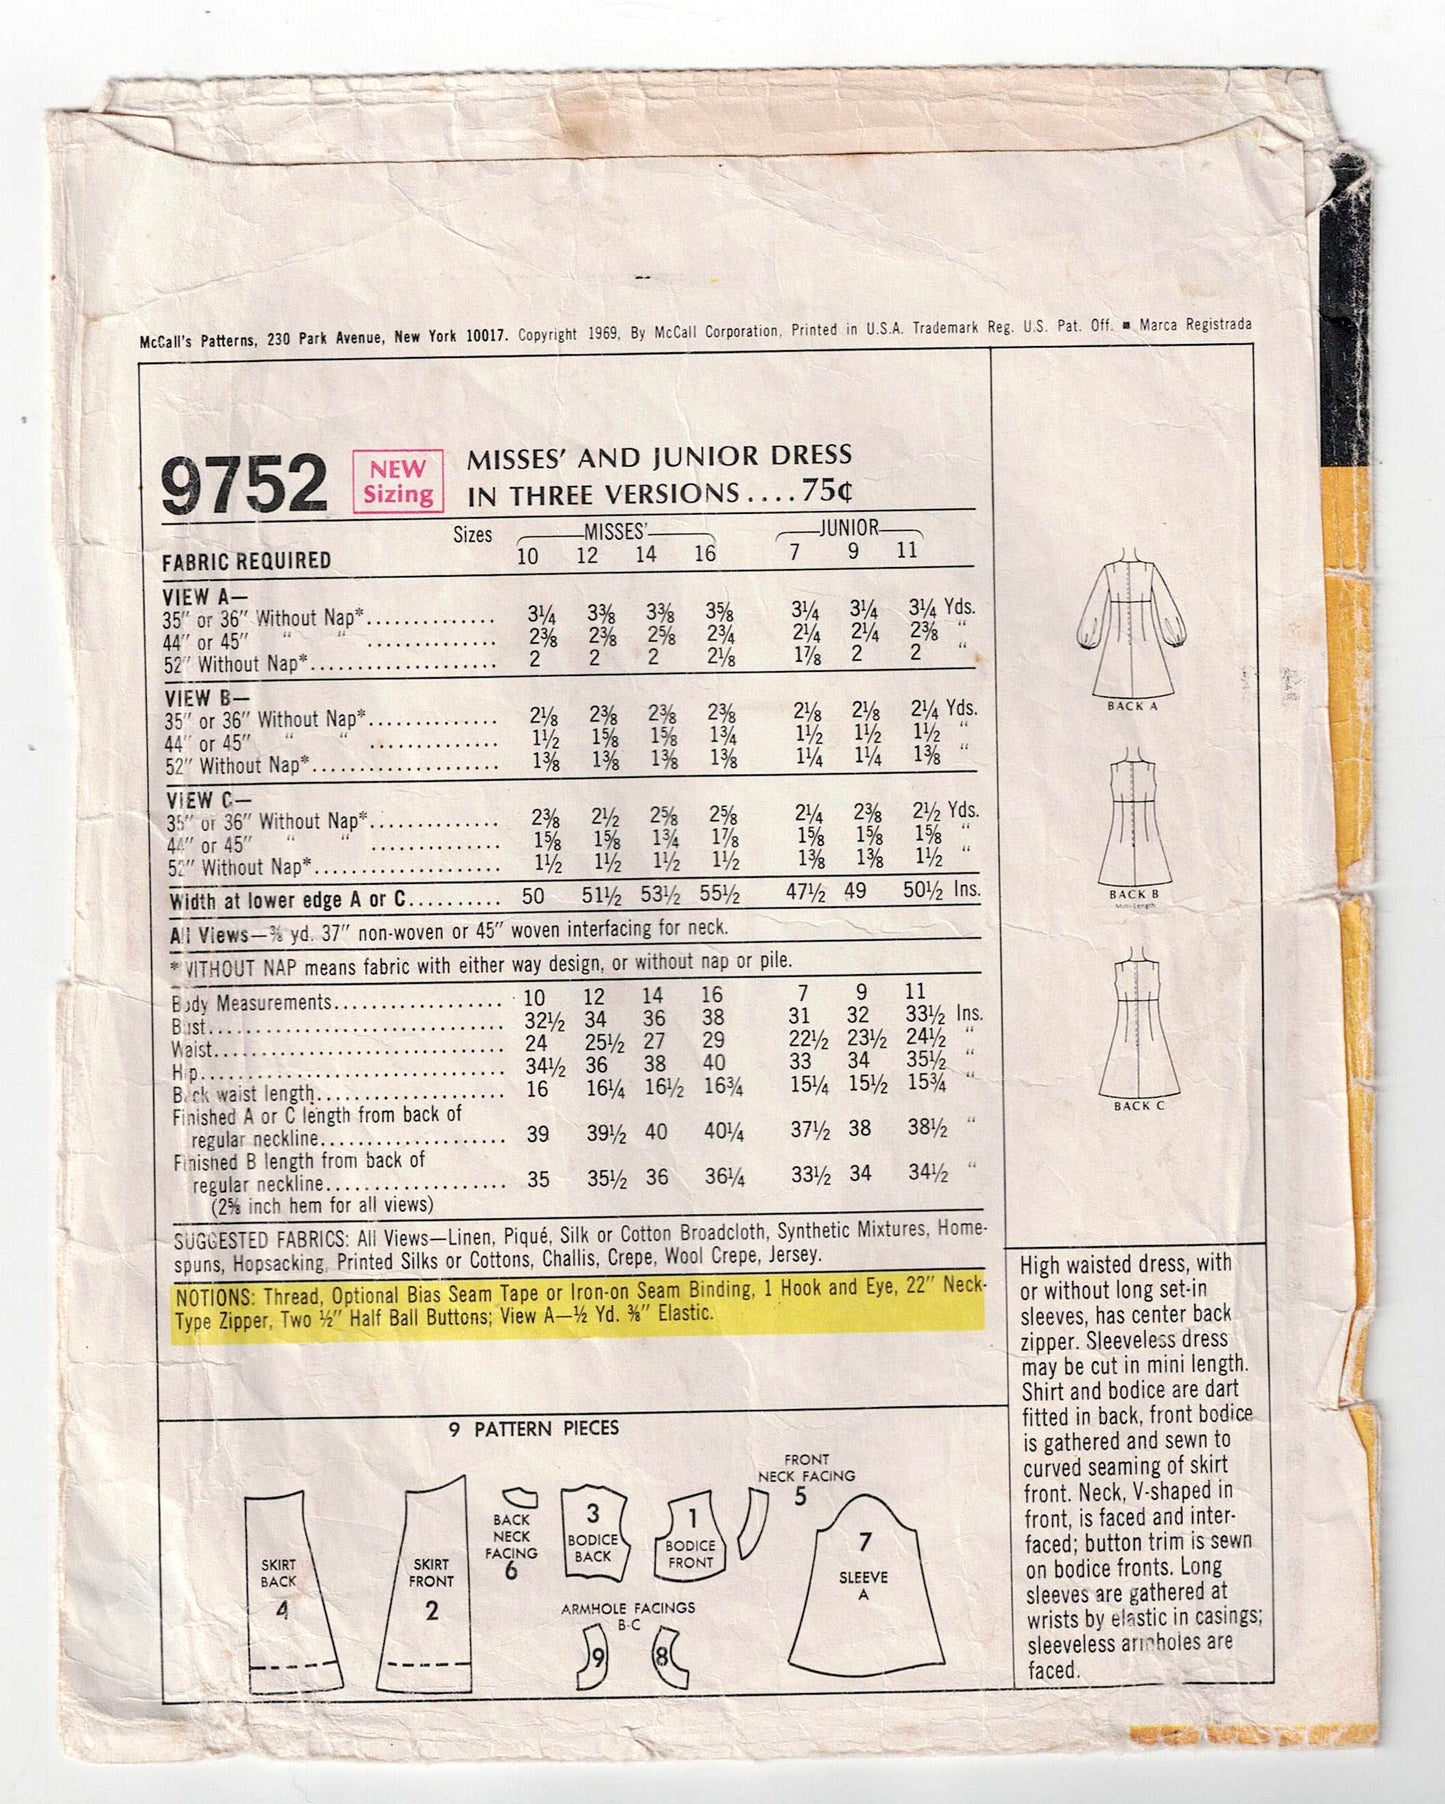 McCall's Patterns, 230 Park Avenue, New York 10017. Copyright 1969, By McCall Corporation, Printed in U.S.A. Trademark Reg. U.S. Pat. Off. ■ Marca Registrada
9752
NEW
Sizing
MISSES' AND JUNIOR DRESS
IN THREE VERSIONS....75¢
Sizes MISSES' JUNIOR
FABRIC REQUIRED 10 12 14 16 7 9 11
VIEW A—
35" or 36" Without Nap*.............. 3¼ 3⅜ 3⅜ 3⅝ 3¼ 3¼ 3¼ Yds.
44" or 45" " " .............. 2⅜ 2⅜ 2⅝ 2¾ 2¼ 2¼ 2⅜ "
52" Without Nap*.................... 2 2 2 2⅛ 1⅞ 2 2 "
VIEW B—
35" or 36" Without Nap*.............. 2⅛ 2⅜ 2⅜ 2⅜ 2⅛ 2⅛ 2¼ Yds.
44" or 45" " " .............. 1½ 1⅝ 1⅝ 1¾ 1½ 1½ 1½ "
52" Without Nap*.................... 1⅜ 1⅜ 1⅜ 1⅜ 1¼ 1¼ 1⅜ "
VIEW C—
35" or 36" Without Nap*.............. 2⅜ 2½ 2⅝ 2⅝ 2¼ 2⅜ 2½ Yds.
44" or 45" " " .............. 1⅝ 1⅝ 1¾ 1⅞ 1⅝ 1⅝ 1⅝ "
52" Without Nap*.................... 1½ 1½ 1½ 1½ 1⅜ 1⅜ 1½ "
Width at lower edge A or C.......... 50 51½ 53½ 55½ 47½ 49 50½ Ins.
All Views—⅜ yd. 37" non-woven or 45" woven interfacing for neck.
*WITHOUT NAP means fabric with either way design, or without nap or pile.
Body Measurements.................. 10 12 14 16 7 9 11
Bust................................ 32½ 34 36 38 31 32 33½ Ins.
Waist............................... 24 25½ 27 29 22½ 23½ 24½ "
Hip................................. 34½ 36 38 40 33 34 35½ "
Back waist length.................... 16 16¼ 16½ 16¾ 15¼ 15½ 15¾ "
Finished A or C length from back of
regular neckline.................... 39 39½ 40 40¼ 37½ 38 38½ "
Finished B length from back of
regular neckline.................... 35 35½ 36 36¼ 33½ 34 34½ "
(2⅝ inch hem for all views)
SUGGESTED FABRICS: All Views—Linen, Piqué, Silk or Cotton Broadcloth, Synthetic Mixtures, Home-
spuns, Hopsacking, Printed Silks or Cottons, Challis, Crepe, Wool Crepe, Jersey.
NOTIONS: Thread, Optional Bias Seam Tape or Iron-on Seam Binding, 1 Hook and Eye, 22" Neck-
Type Zipper, Two ½" Half Ball Buttons; View A—½ Yd. ⅜" Elastic.
BACK A
BACK B
Mini-Length
BACK C
High waisted dress, with
or without long set-in
sleeves, has center back
zipper. Sleeveless dress
may be cut in mini length.
Shirt and bodice are dart
fitted in back, front bodice
is gathered and sewn to
curved seaming of skirt
front. Neck, V-shaped in
front, is faced and inter-
faced; button trim is sewn
on bodice fronts. Long
sleeves are gathered at
wrists by elastic in casings;
sleeveless armholes are
faced.
9 PATTERN PIECES
SKIRT
BACK
4
SKIRT
FRONT
2
BACK
NECK
FACING
6
3
BODICE
BACK
1
BODICE
FRONT
FRONT
NECK FACING
5
7
SLEEVE
A
ARMHOLE FACINGS
B-C
9
8